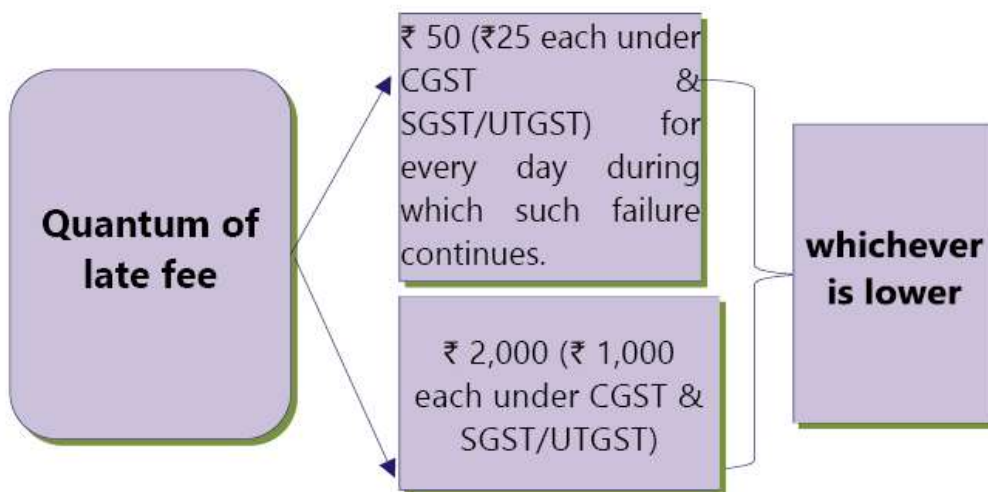 Quantum of
late fee
₹ 50 (₹25 each under
CGST &
SGST/UTGST) for
every day during
which such failure
continues.
₹ 2,000 (₹ 1,000
each under CGST &
SGST/UTGST)
whichever
is lower